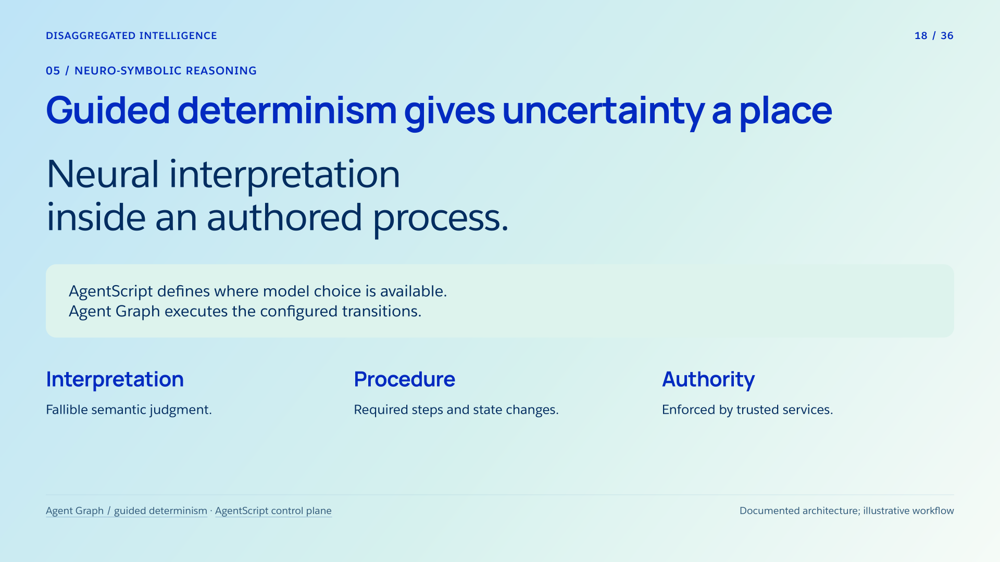 DISAGGREGATED INTELLIGENCE
18 / 36
05 / NEURO-SYMBOLIC REASONING
Guided determinism gives uncertainty a place
Neural interpretation
inside an authored process.
AgentScript defines where model choice is available.
Agent Graph executes the configured transitions.
Interpretation
Fallible semantic judgment.
Procedure
Required steps and state changes.
Authority
Enforced by trusted services.
Agent Graph / guided determinism · AgentScript control plane
Documented architecture; illustrative workflow